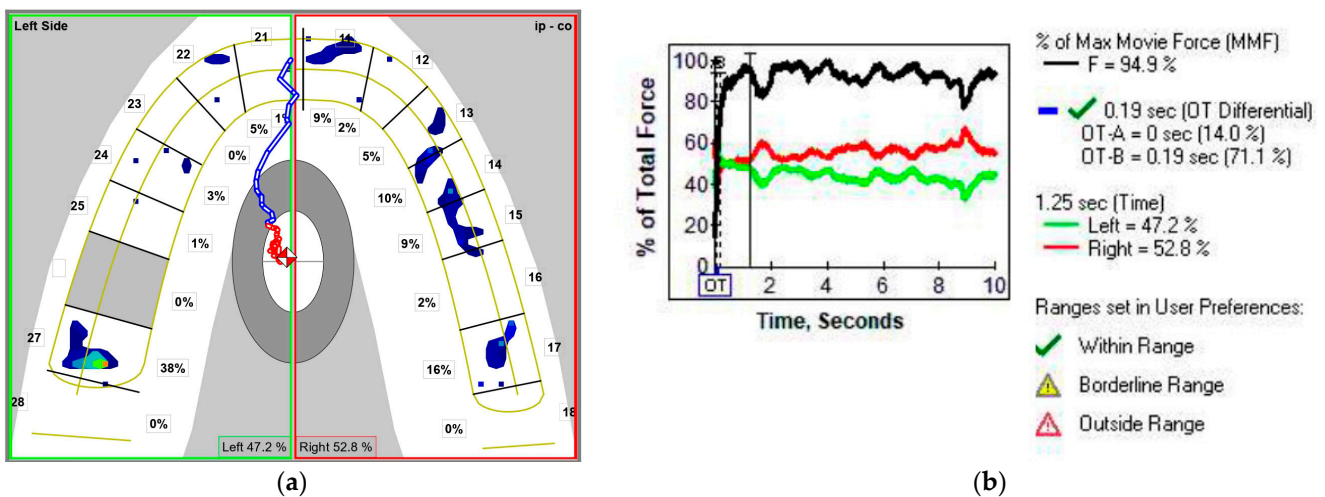 Left Side
ip - co
21
11
22
12
23
13
24
14
25
15
16
27
17
28
18
1%
9%
5%
2%
0%
5%
3%
10%
1%
9%
0%
2%
38%
16%
0%
0%
Left 47.2 %
Right 52.8 %
(a)
% of Total Force
100
80
60
40
20
0
OT
2
4
6
8
10
Time, Seconds
% of Max Movie Force (MMF)
F = 94.9 %
0.19 sec (OT Differential)
OT-A = 0 sec (14.0 %)
OT-B = 0.19 sec (71.1 %)
1.25 sec (Time)
Left = 47.2 %
Right = 52.8 %
Ranges set in User Preferences:
Within Range
Borderline Range
Outside Range
(b)